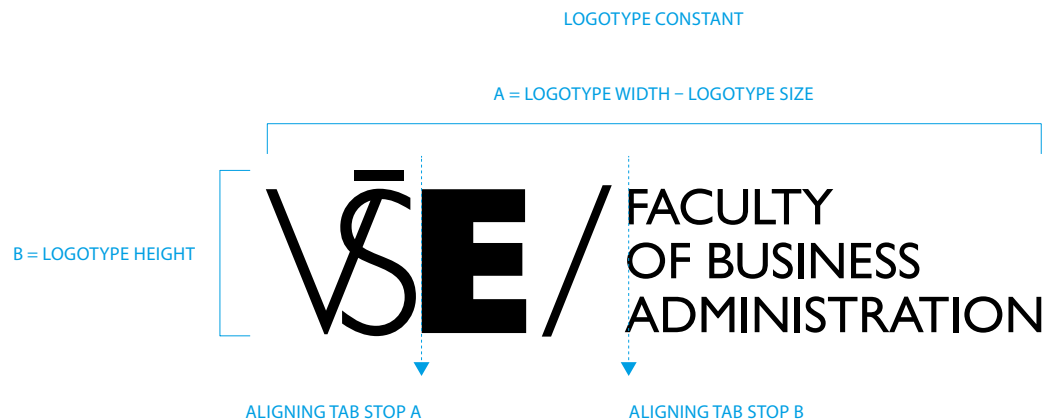 LOGOTYPE CONSTANT
A = LOGOTYPE WIDTH – LOGOTYPE SIZE
B = LOGOTYPE HEIGHT
VŠE/
FACULTY
OF BUSINESS
ADMINISTRATION
ALIGNING TAB STOP A
ALIGNING TAB STOP B